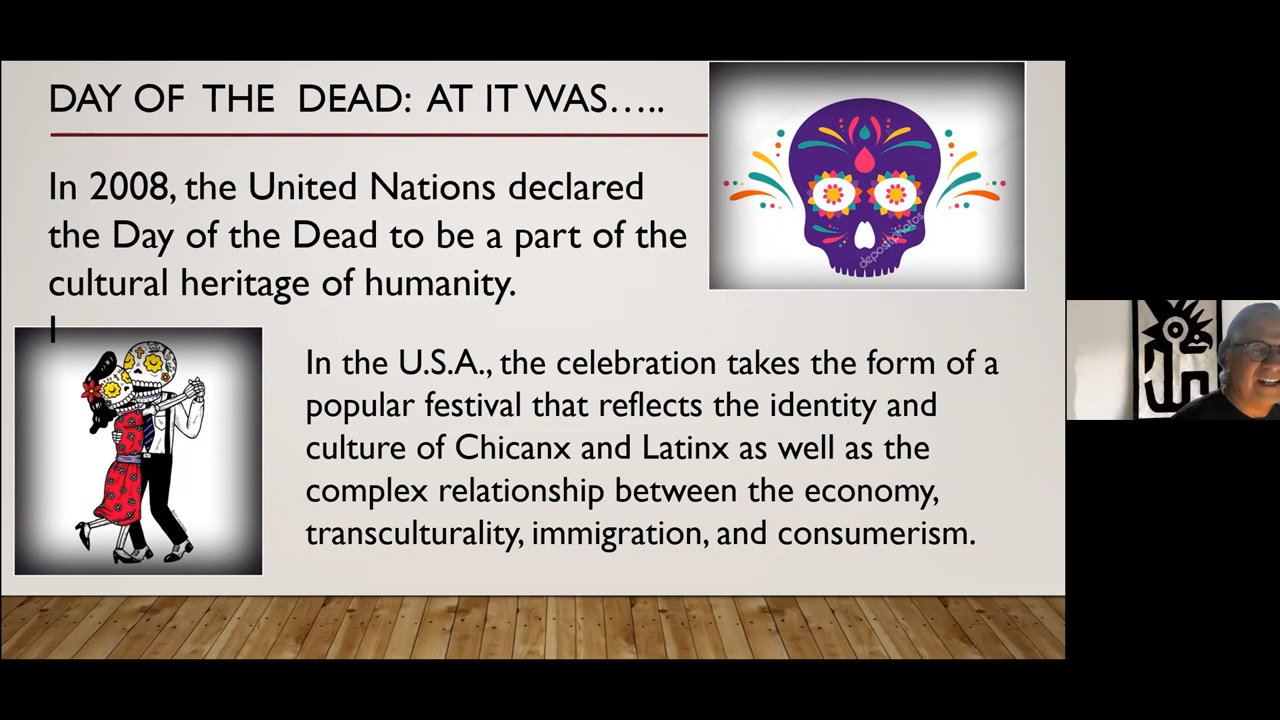 DAY OF THE DEAD: AT IT WAS.....
In 2008, the United Nations declared
the Day of the Dead to be a part of the
cultural heritage of humanity.
I
depositphotos
In the U.S.A., the celebration takes the form of a
popular festival that reflects the identity and
culture of Chicanx and Latinx as well as the
complex relationship between the economy,
transculturality, immigration, and consumerism.